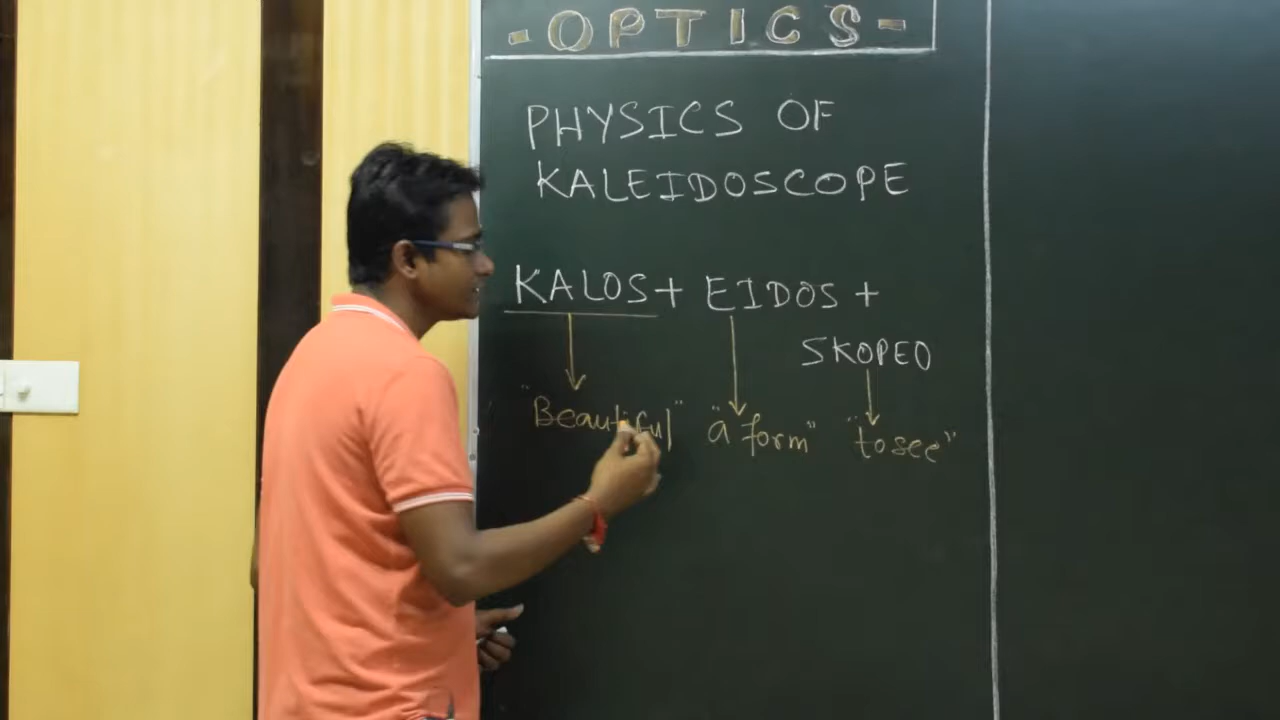 -OPTICS-
PHYSICS OF
KALEIDOSCOPE
KALOS + EIDOS +
SKOPEO
"Beautiful" "a form" "to see"